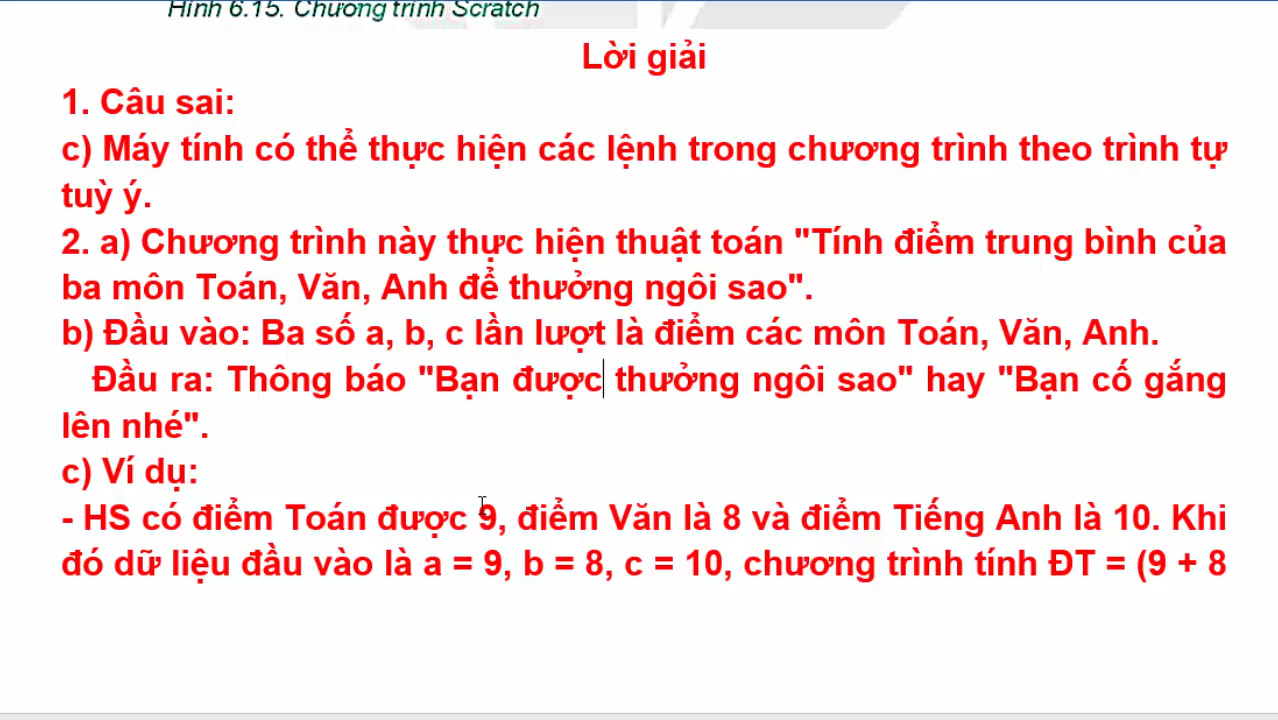 Hình 6.15. Chương trình Scratch
Lời giải
1. Câu sai:
c) Máy tính có thể thực hiện các lệnh trong chương trình theo trình tự
tuỳ ý.
2. a) Chương trình này thực hiện thuật toán "Tính điểm trung bình của
ba môn Toán, Văn, Anh để thưởng ngôi sao".
b) Đầu vào: Ba số a, b, c lần lượt là điểm các môn Toán, Văn, Anh.
Đầu ra: Thông báo "Bạn được thưởng ngôi sao" hay "Bạn cố gắng
lên nhé".
c) Ví dụ:
- HS có điểm Toán được 9, điểm Văn là 8 và điểm Tiếng Anh là 10. Khi
đó dữ liệu đầu vào là a = 9, b = 8, c = 10, chương trình tính ĐT = (9 + 8